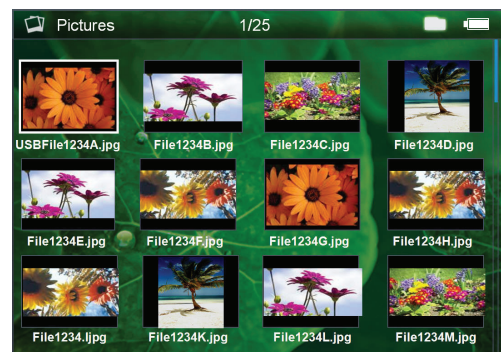 Pictures 1/25
USBFile1234A.jpg File1234B.jpg File1234C.jpg File1234D.jpg
File1234E.jpg File1234F.jpg File1234G.jpg File1234H.jpg
File1234.Ijpg File1234K.jpg File1234L.jpg File1234M.jpg